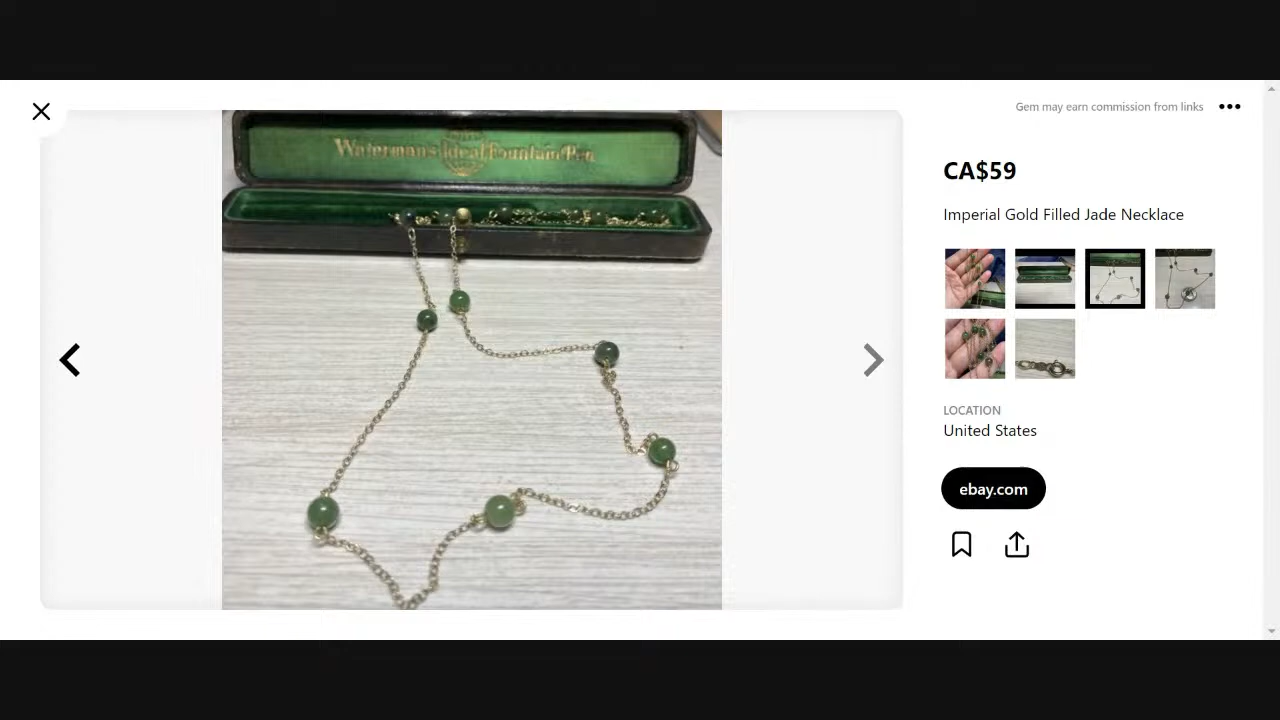 Gem may earn commission from links
Waterman's Ideal Fountain Pen
CA$59
Imperial Gold Filled Jade Necklace
LOCATION
United States
ebay.com